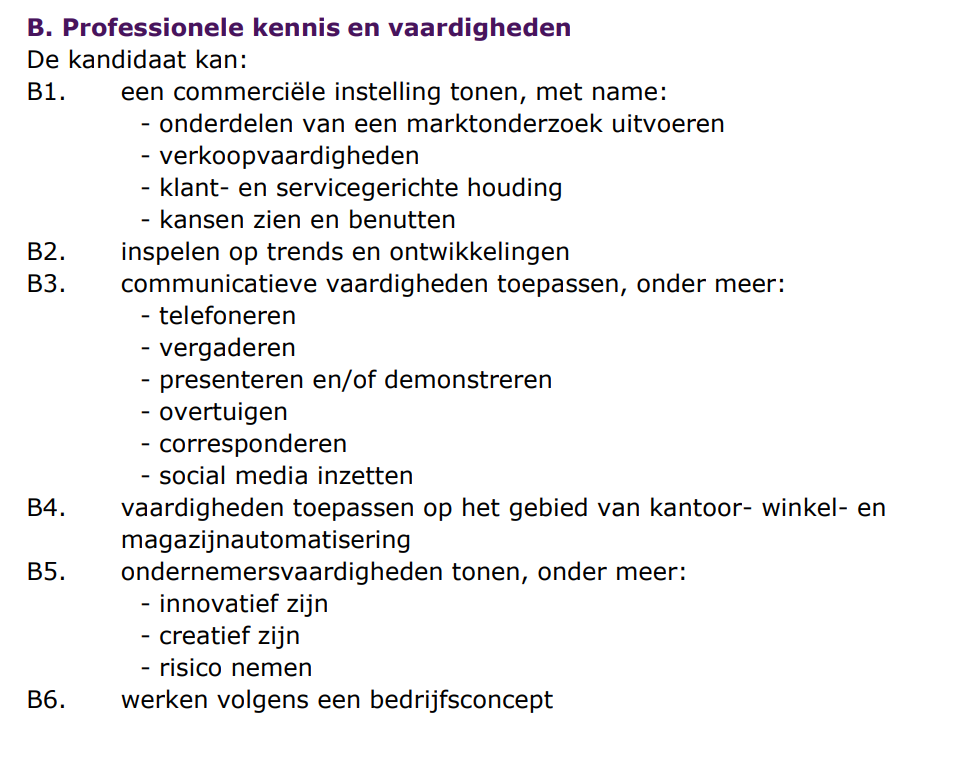 B. Professionele kennis en vaardigheden
De kandidaat kan:
B1. een commerciële instelling tonen, met name:
- onderdelen van een marktonderzoek uitvoeren
- verkoopvaardigheden
- klant- en servicegerichte houding
- kansen zien en benutten
B2. inspelen op trends en ontwikkelingen
B3. communicatieve vaardigheden toepassen, onder meer:
- telefoneren
- vergaderen
- presenteren en/of demonstreren
- overtuigen
- corresponderen
- social media inzetten
B4. vaardigheden toepassen op het gebied van kantoor- winkel- en
magazijnautomatisering
B5. ondernemersvaardigheden tonen, onder meer:
- innovatief zijn
- creatief zijn
- risico nemen
B6. werken volgens een bedrijfsconcept